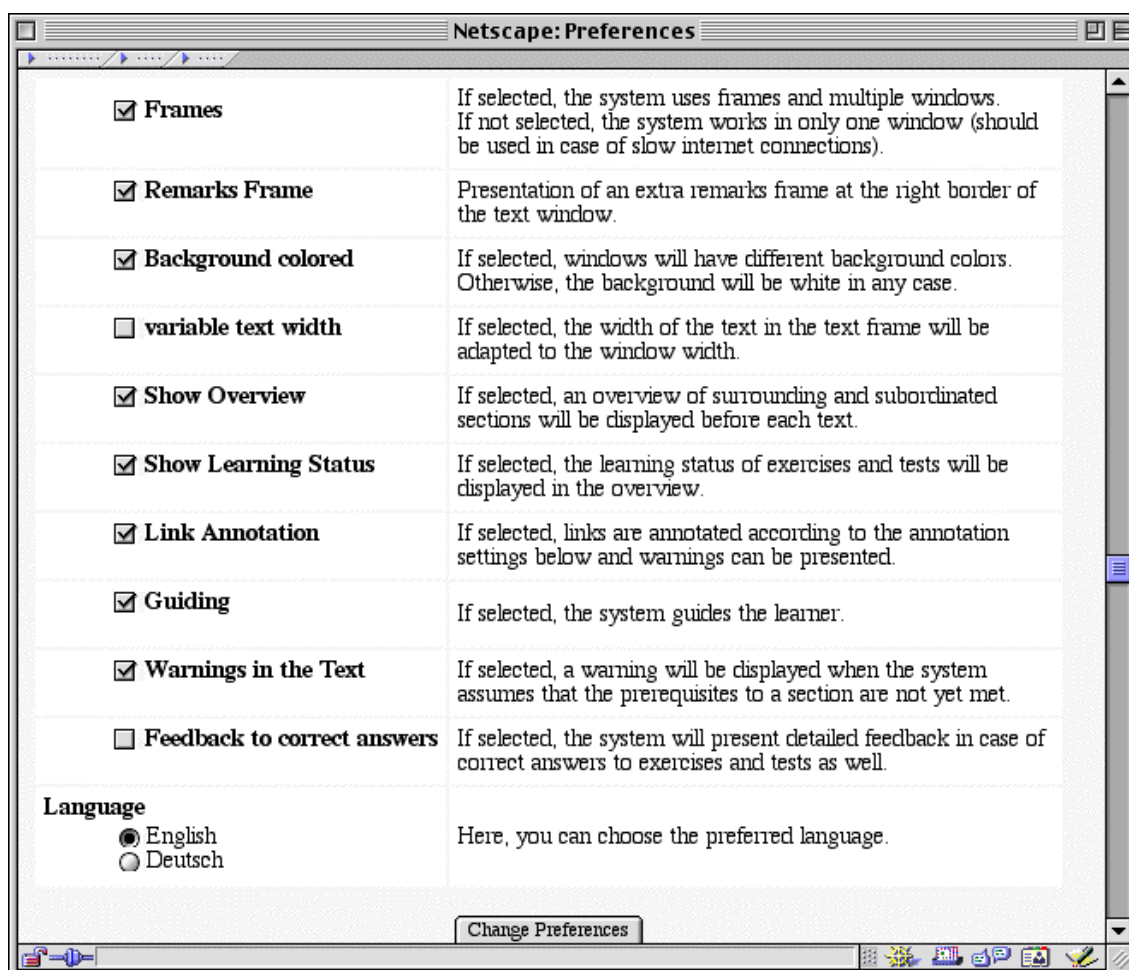 Netscape: Preferences
Frames
If selected, the system uses frames and multiple windows.
If not selected, the system works in only one window (should
be used in case of slow internet connections).
Remarks Frame
Presentation of an extra remarks frame at the right border of
the text window.
Background colored
If selected, windows will have different background colors.
Otherwise, the background will be white in any case.
variable text width
If selected, the width of the text in the text frame will be
adapted to the window width.
Show Overview
If selected, an overview of surrounding and subordinated
sections will be displayed before each text.
Show Learning Status
If selected, the learning status of exercises and tests will be
displayed in the overview.
Link Annotation
If selected, links are annotated according to the annotation
settings below and warnings can be presented.
Guiding
If selected, the system guides the learner.
Warnings in the Text
If selected, a warning will be displayed when the system
assumes that the prerequisites to a section are not yet met.
Feedback to correct answers
If selected, the system will present detailed feedback in case of
correct answers to exercises and tests as well.
Language
English
Deutsch
Here, you can choose the preferred language.
Change Preferences